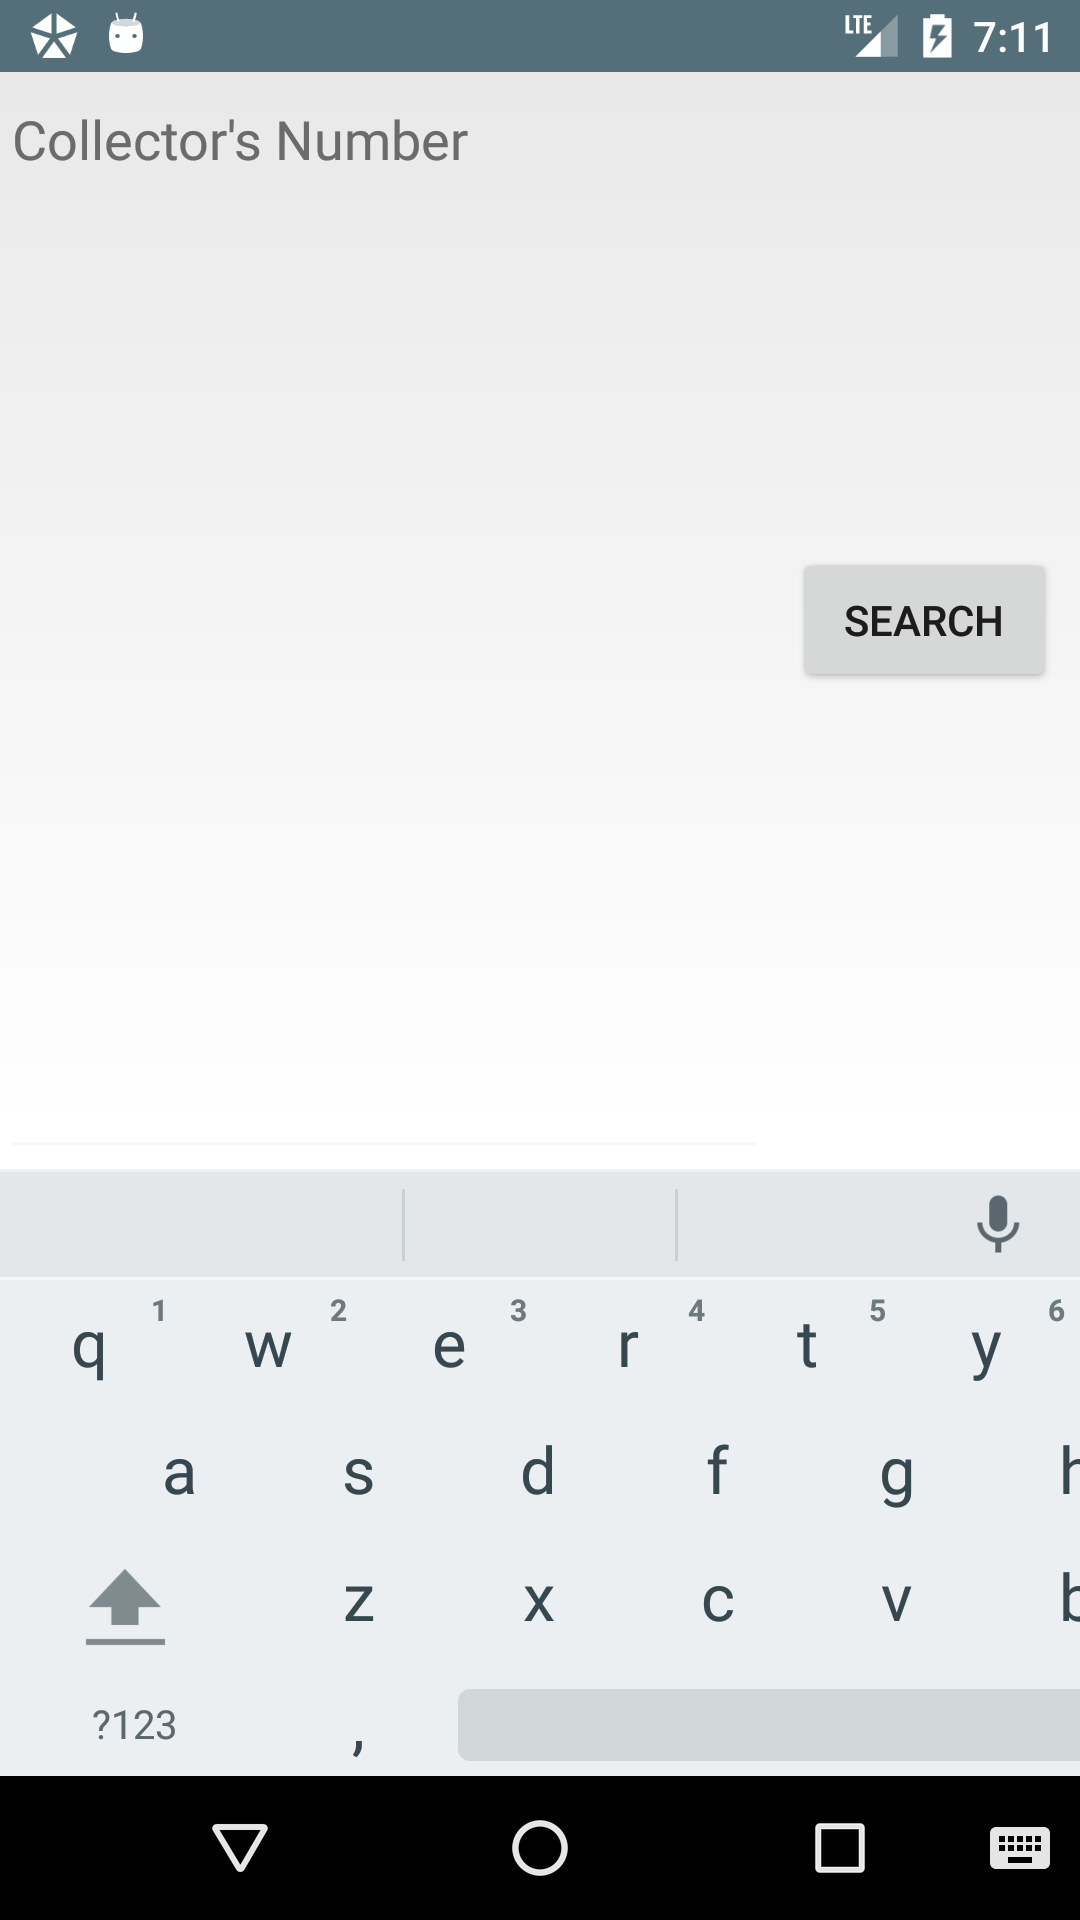 LTE 7:11
Collector's Number
SEARCH
1 2 3 4 5 6
q w e r t y
a s d f g h
z x c v b
?123 ,